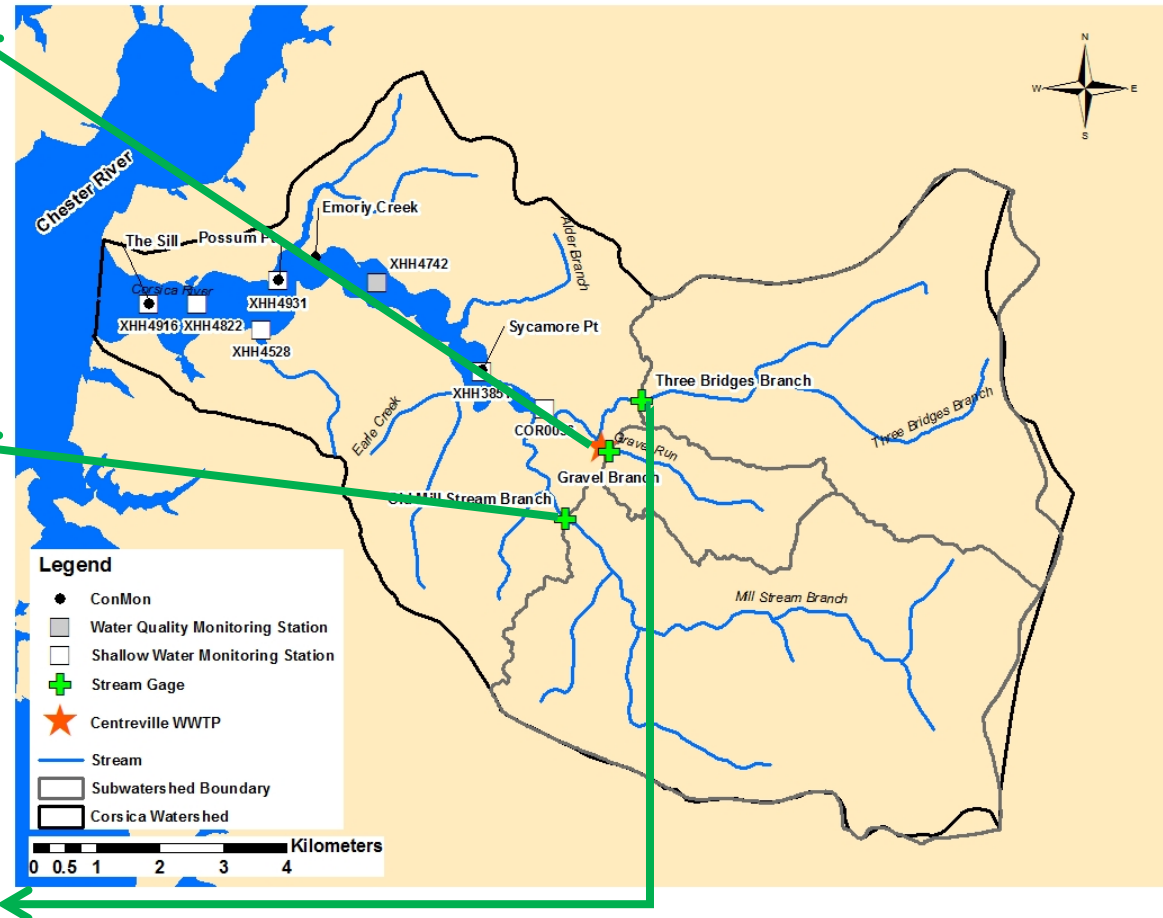 N
W
E
S
Chester River
Emoriy Creek
The Sill
Possum Pt
Alder Branch
XHH4742
Corsica River
XHH4931
XHH4916
XHH4822
Sycamore Pt
XHH4528
Three Bridges Branch
XHH3851
Earle Creek
Three Bridges Branch
Gravel Run
Gravel Branch
Old Mill Stream Branch
Mill Stream Branch
Legend
ConMon
Water Quality Monitoring Station
Shallow Water Monitoring Station
Stream Gage
Centreville WWTP
Stream
Subwatershed Boundary
Corsica Watershed
Kilometers
0 0.5 1 2 3 4